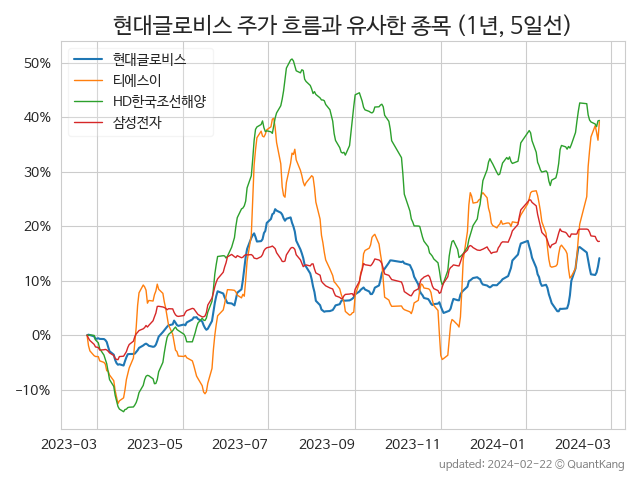 현대글로비스 주가 흐름과 유사한 종목 (1년, 5일선)
현대글로비스
티에스이
HD한국조선해양
삼성전자
50%
40%
30%
20%
10%
0%
−10%
2023−03 2023−05 2023−07 2023−09 2023−11 2024−01 2024−03
updated: 2024-02-22 © QuantKang